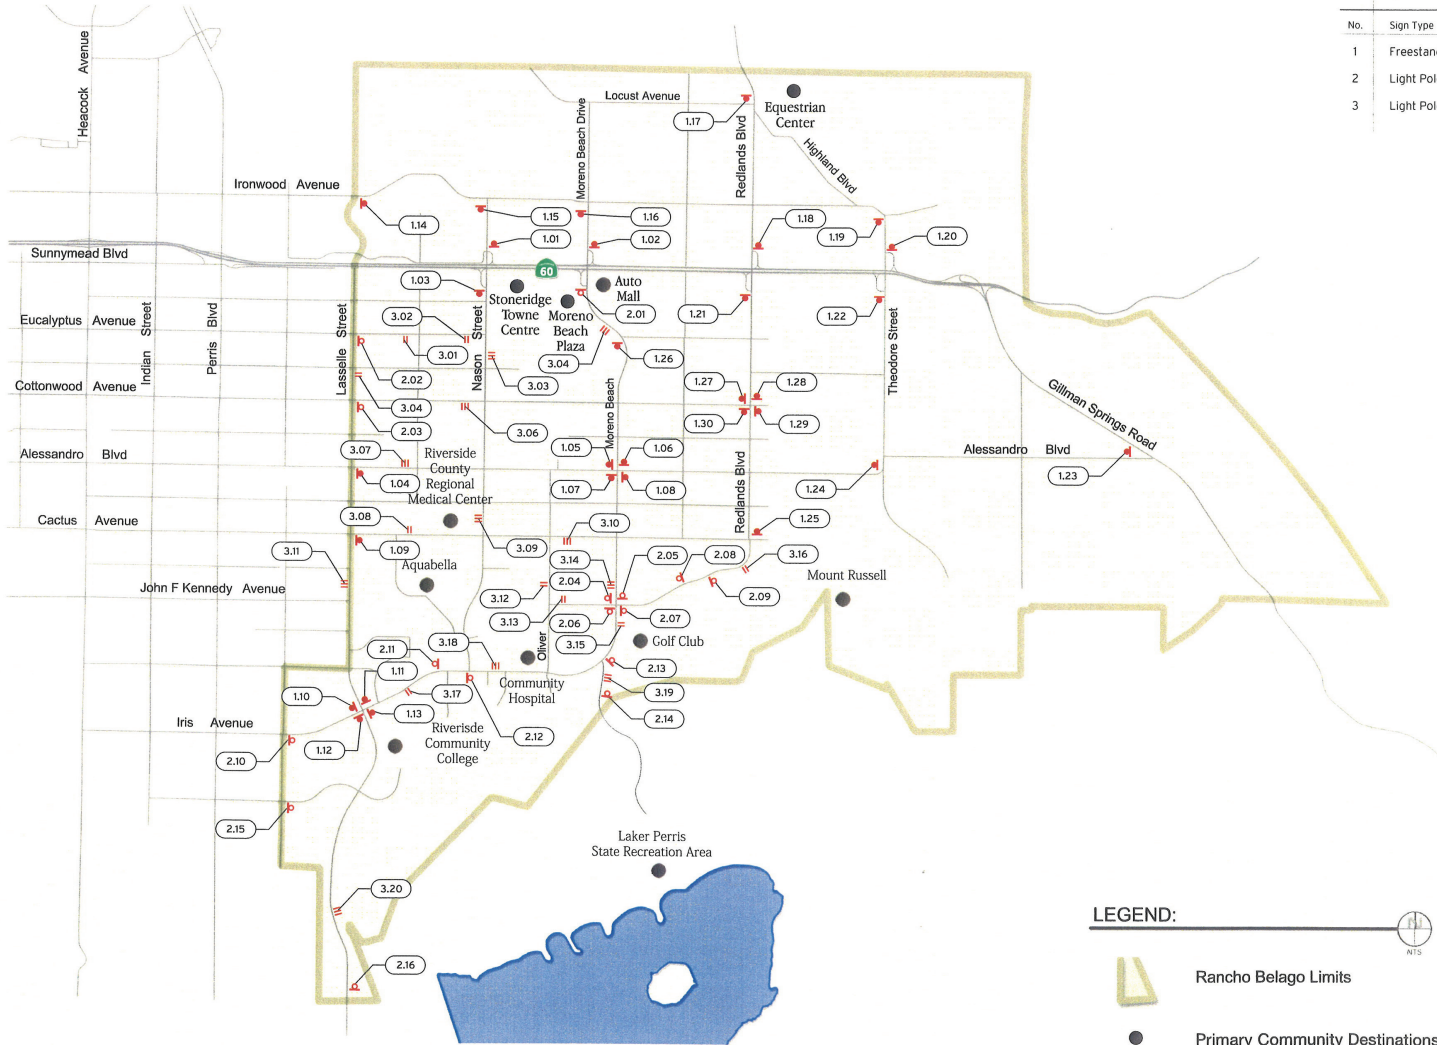 No. Sign Type
1 Freestand
2 Light Pol
3 Light Pol
Heacock Avenue
Locust Avenue
1.17
Equestrian
Center
Moreno Beach Drive
Redlands Blvd
Highland Blvd
Ironwood Avenue
1.14
1.15
1.16
1.01
1.02
1.18
1.19
1.20
Sunnymead Blvd
60
1.03
Stoneridge
Towne
Centre
Auto
Mall
Moreno
Beach
Plaza
2.01
1.21
1.22
3.02
Eucalyptus Avenue
Indian Street
Perris Blvd
Lasselle Street
Nason Street
Theodore Street
3.01
3.04
1.26
3.03
2.02
Cottonwood Avenue
1.27
1.28
3.04
2.03
3.06
Moreno Beach
1.30
1.29
Gillman Springs Road
3.07
Alessandro Blvd
Riverside
County
Regional
Medical Center
1.04
1.05
1.06
1.07
1.08
Redlands Blvd
Alessandro Blvd
1.23
1.24
Cactus Avenue
3.08
1.09
3.09
3.10
1.25
3.11
Aquabella
3.14
2.05
2.08
3.16
2.04
John F Kennedy Avenue
3.12
3.13
2.06
2.07
2.09
Mount Russell
3.15
Golf Club
3.18
Oliver
2.11
1.11
Community
Hospital
2.13
3.19
2.14
1.10
3.17
1.13
Iris Avenue
1.12
Riverisde
Community
College
2.12
2.10
2.15
Laker Perris
State Recreation Area
3.20
2.16
LEGEND:
N
NTS
Rancho Belago Limits
Primary Community Destinations